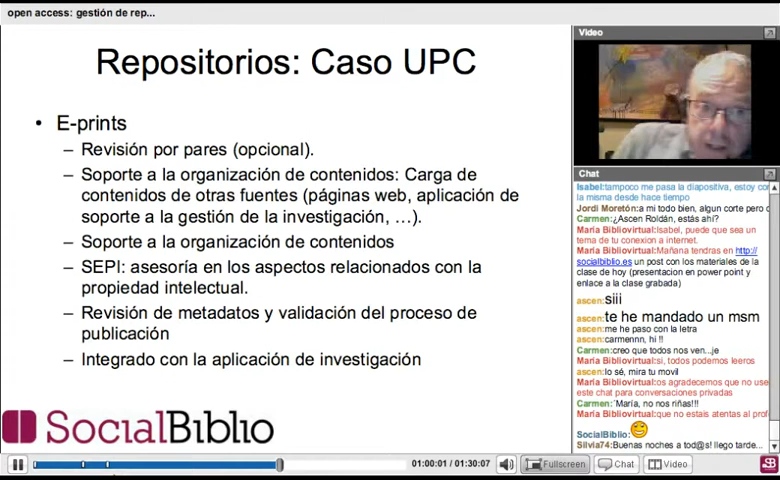 open access: gestión de rep...
Repositorios: Caso UPC
• E-prints
– Revisión por pares (opcional).
– Soporte a la organización de contenidos: Carga de
contenidos de otras fuentes (páginas web, aplicación de
soporte a la gestión de la investigación, …).
– Soporte a la organización de contenidos
– SEPI: asesoría en los aspectos relacionados con la
propiedad intelectual.
– Revisión de metadatos y validación del proceso de
publicación
– Integrado con la aplicación de investigación
SocialBiblio
Video
Chat
Isabel:tampoco me pasa la diapositiva, estoy con
la misma desde hace tiempo
Jordi Moretón:a mi todo bien, algun corte pero
Carmen:¿Ascen Roldán, estás ahí?
María Bibliovirtual:Isabel, puede que sea un
tema de tu conexion a internet.
María Bibliovirtual:Mañana tendras en http://
socialbiblio.es un post con los materiales de la
clase de hoy (presentacion en power point) y
enlace a la clase grabada)
ascen:siii
ascen:te he mandado un msm
ascen:me he paso con la letra
ascen:carmennn, hi !!
Carmen:creo que todos nos ven...je
María Bibliovirtual:si, todos podemos leeros
ascen:lo sé, mira tu movil
María Bibliovirtual:os agradecemos que no use
este chat para conversaciones privadas
Carmen:¨María, no nos riñas!!!
María Bibliovirtual:que no estais atentas al prof
SocialBiblio:
Silvia74:Buenas noches a tod@s! llego tarde...
01:00:01 / 01:30:07
Fullscreen
Chat
Video
SB